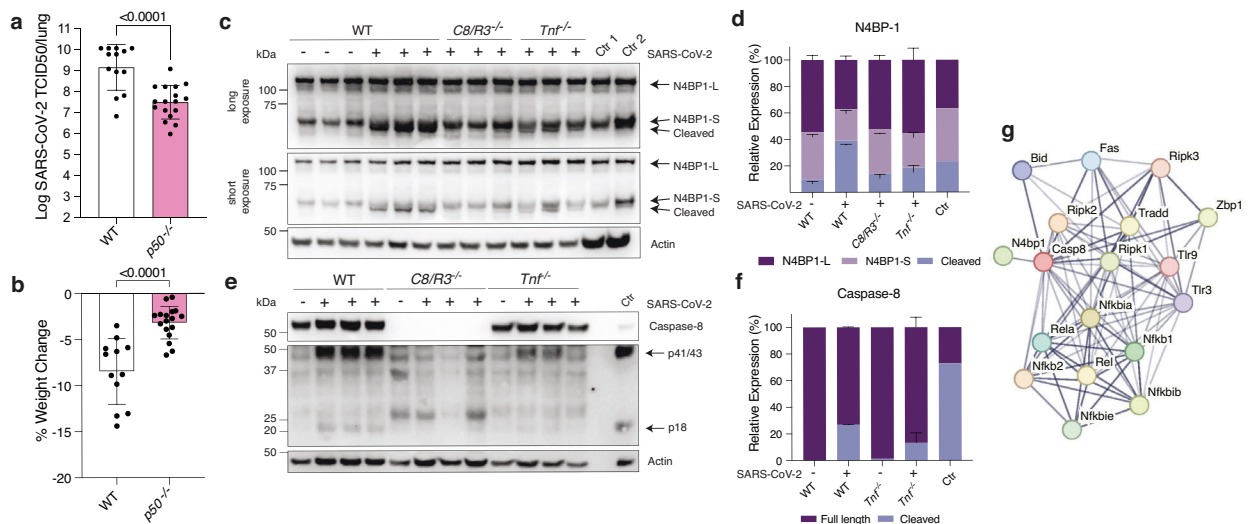 a
<0.0001
Log SARS-CoV-2 TCID50/lung
11
10
9
8
7
6
5
4
3
2
WT
p50-/-
b
<0.0001
% Weight Change
0
-5
-10
-15
-20
WT
p50-/-
c
WT C8/R3-/- Tnf-/- Ctr 1 Ctr 2
kDa - - - + + + + + + + + + SARS-CoV-2
long exposure
100
75
N4BP1-L
N4BP1-S
Cleaved
short exposure
100
75
N4BP1-L
N4BP1-S
Cleaved
50
Actin
e
WT C8/R3-/- Tnf-/-
kDa - + + + - + + + - + + + Ctr SARS-CoV-2
50
Caspase-8
50
37
25
20
p41/43
p18
50
Actin
d
N4BP-1
Relative Expression (%)
100
80
60
40
20
SARS-CoV-2 - + + +
WT WT C8/R3-/- Tnf-/- Ctr
N4BP1-L N4BP1-S Cleaved
f
Caspase-8
Relative Expression (%)
100
80
60
40
20
0
SARS-CoV-2 - + - +
WT WT Tnf-/- Tnf-/- Ctr
Full length Cleaved
g
Bid
Fas
Ripk3
Ripk2
Tradd
Zbp1
N4bp1
Casp8
Ripk1
Tlr9
Tlr3
Nfkbia
Rela
Nfkb1
Nfkb2
Rel
Nfkbib
Nfkbie